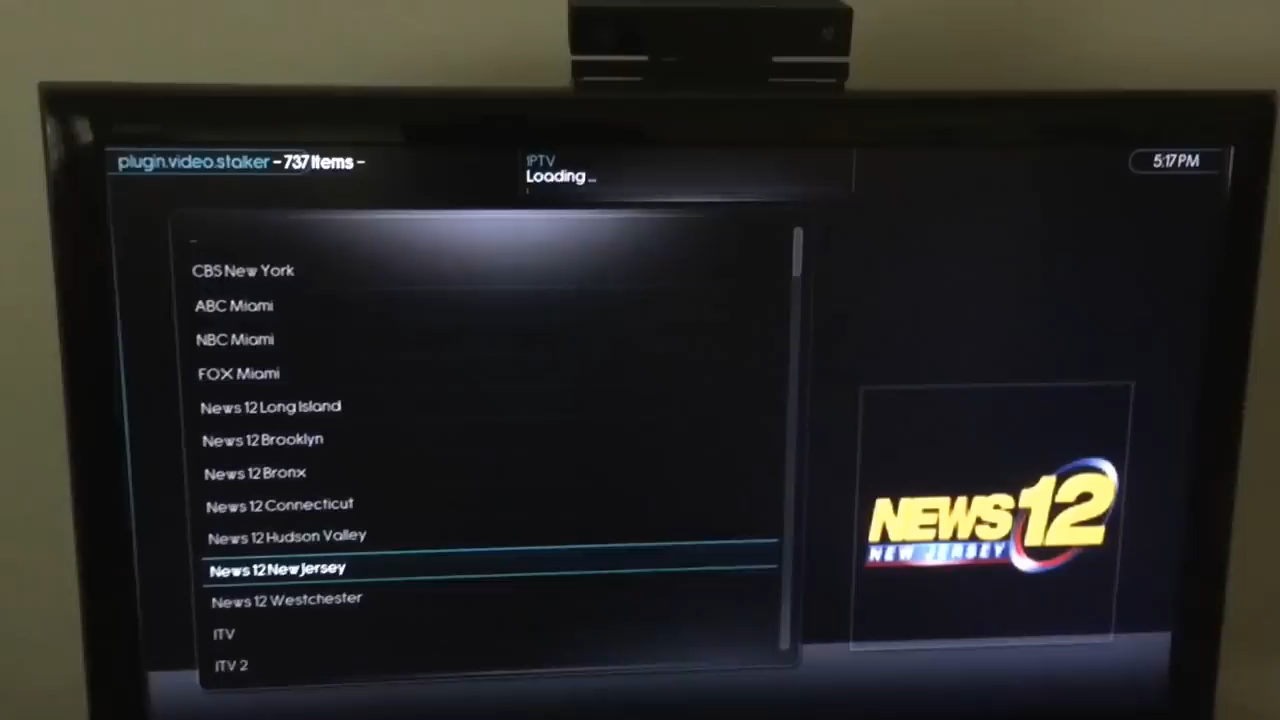 plugin.video.stalker - 737 Items -
IPTV
Loading ...
5:17 PM
CBS New York
ABC Miami
NBC Miami
FOX Miami
News 12 Long Island
News 12 Brooklyn
News 12 Bronx
News 12 Connecticut
News 12 Hudson Valley
News 12 New Jersey
News 12 Westchester
ITV
ITV 2
NEWS 12
NEW JERSEY